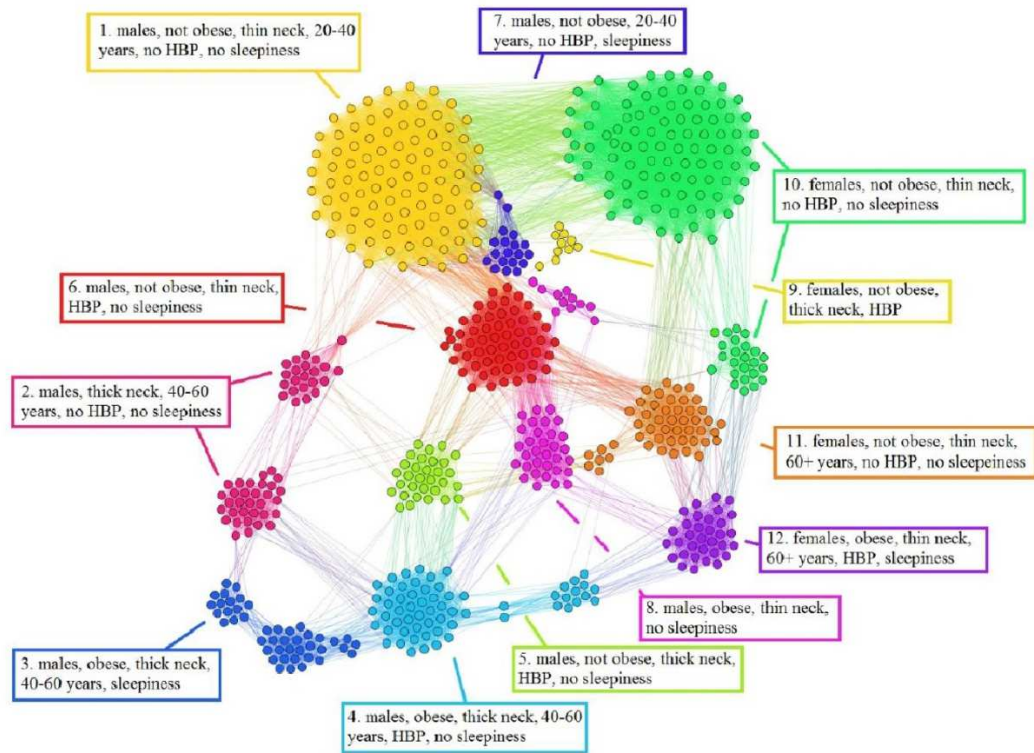 1. males, not obese, thin neck, 20-40
years, no HBP, no sleepiness
7. males, not obese, 20-40
years, no HBP, sleepiness
10. females, not obese, thin neck,
no HBP, no sleepiness
6. males, not obese, thin neck,
HBP, no sleepiness
9. females, not obese,
thick neck, HBP
2. males, thick neck, 40-60
years, no HBP, no sleepiness
11. females, not obese, thin neck,
60+ years, no HBP, no sleepeiness
12. females, obese, thin neck,
60+ years, HBP, sleepiness
8. males, obese, thin neck,
no sleepiness
3. males, obese, thick neck,
40-60 years, sleepiness
5. males, not obese, thick neck,
HBP, no sleepiness
4. males, obese, thick neck, 40-60
years, HBP, no sleepiness